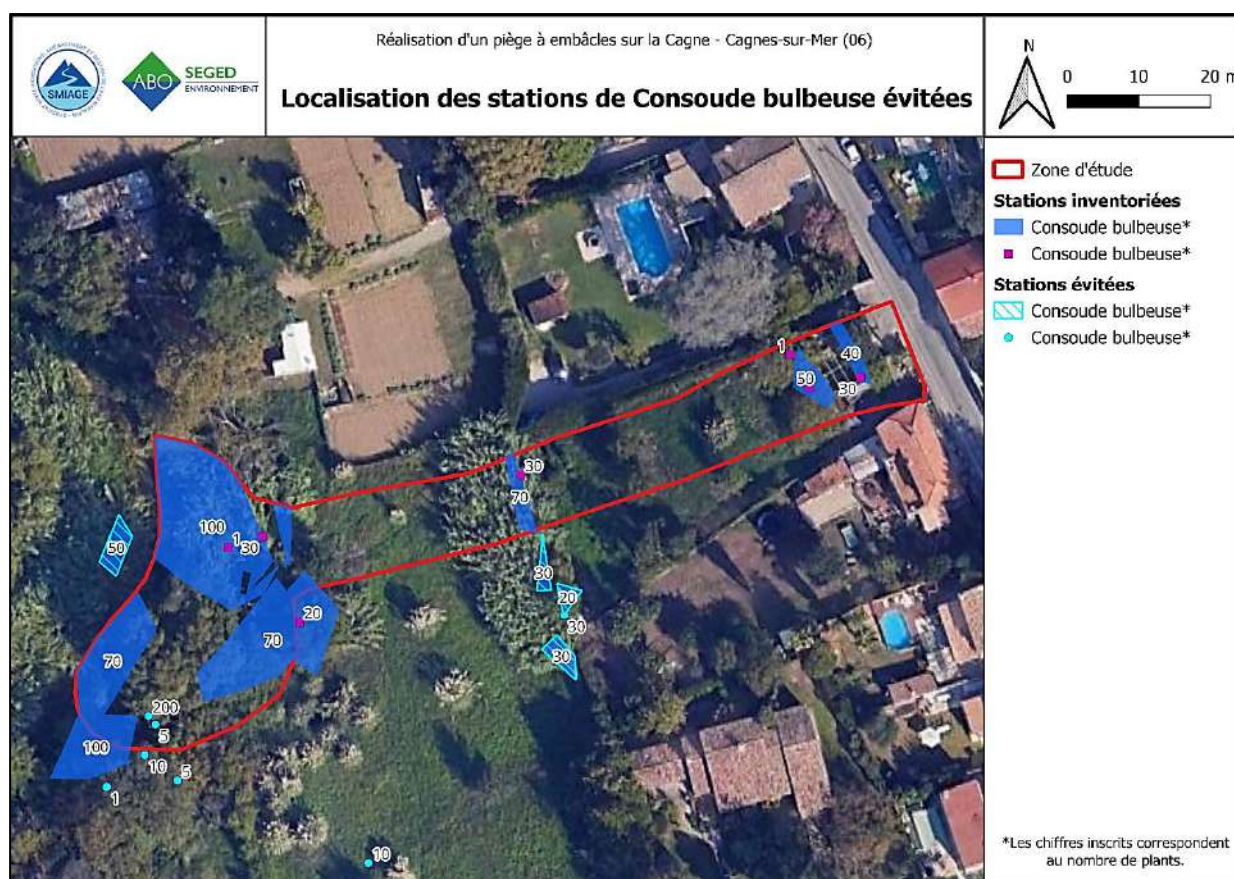 SMIAGE
ABO
SEGED
ENVIRONNEMENT
Réalisation d'un piège à embâcles sur la Cagne - Cagnes-sur-Mer (06)
Localisation des stations de Consoude bulbeuse évitées
N
0 10 20 m
Zone d'étude
Stations inventoriées
Consoude bulbeuse*
Consoude bulbeuse*
Stations évitées
Consoude bulbeuse*
Consoude bulbeuse*
1
40
50
30
30
70
100
1
30
50
30
20
20
30
70
30
70
200
5
100
10
5
1
10
*Les chiffres inscrits correspondent
au nombre de plants.